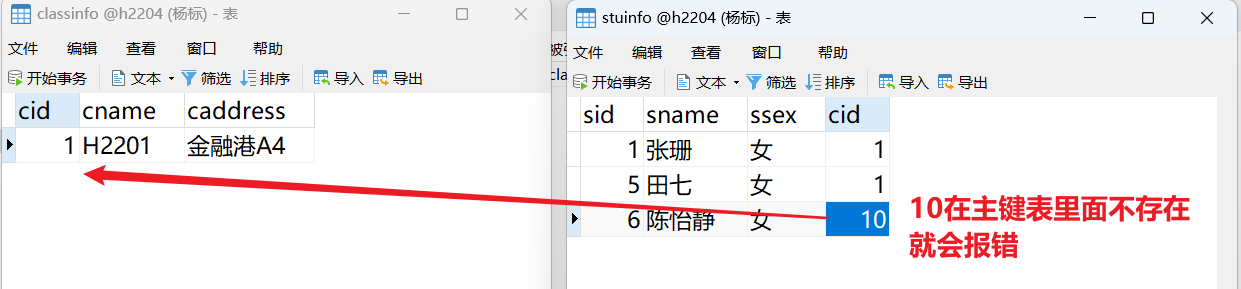 classinfo @h2204 (杨标) - 表
文件 编辑 查看 窗口 帮助
开始事务 文本 筛选 排序 导入 导出
cid cname caddress
1 H2201 金融港A4
被引
cla
stuinfo @h2204 (杨标) - 表
文件 编辑 查看 窗口 帮助
开始事务 文本 筛选 排序 导入 导出
sid sname ssex cid
1 张珊 女 1
5 田七 女 1
6 陈怡静 女 10
10在主键表里面不存在
就会报错